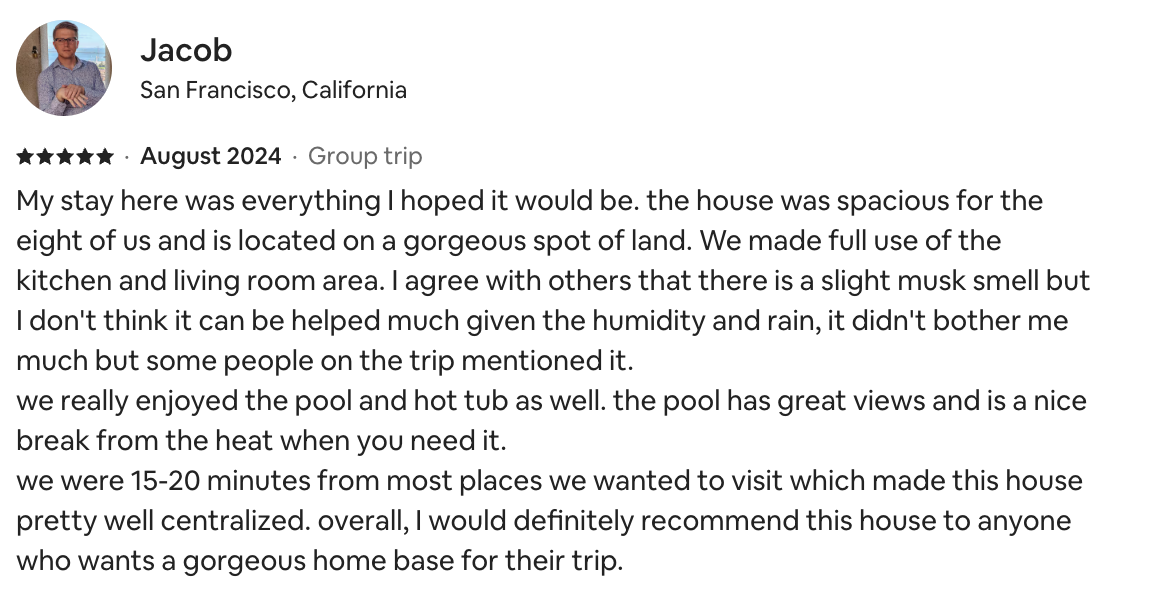 Jacob
San Francisco, California
★★★★★ · August 2024 · Group trip
My stay here was everything I hoped it would be. the house was spacious for the
eight of us and is located on a gorgeous spot of land. We made full use of the
kitchen and living room area. I agree with others that there is a slight musk smell but
I don't think it can be helped much given the humidity and rain, it didn't bother me
much but some people on the trip mentioned it.
we really enjoyed the pool and hot tub as well. the pool has great views and is a nice
break from the heat when you need it.
we were 15-20 minutes from most places we wanted to visit which made this house
pretty well centralized. overall, I would definitely recommend this house to anyone
who wants a gorgeous home base for their trip.